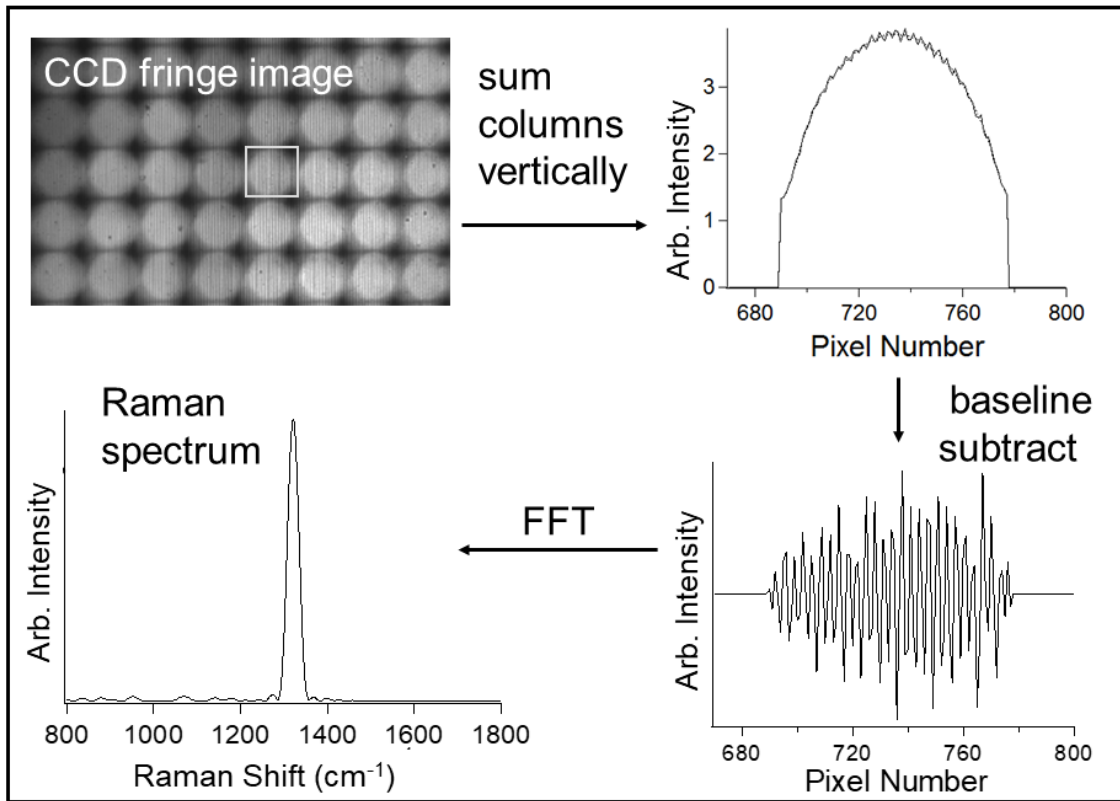 CCD fringe image
sum
columns
vertically
Arb. Intensity
3
2
1
0
680
720
760
800
Pixel Number
baseline
subtract
Arb. Intensity
680
720
760
800
Pixel Number
FFT
Raman
spectrum
Arb. Intensity
800
1000
1200
1400
1600
1800
Raman Shift (cm⁻¹)